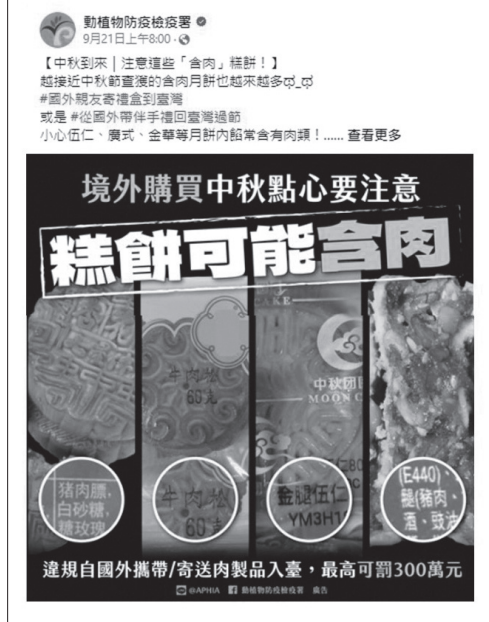 動植物防疫檢疫署
9月21日上午8:00
【中秋到來｜注意這些「含肉」糕餅！】
越接近中秋節查獲的含肉月餅也越來越多ಥ_ಥ
#國外親友寄禮盒到臺灣
或是 #從國外帶伴手禮回臺灣過節
小心伍仁、廣式、金華等月餅內餡常含有肉類！...... 查看更多
境外購買中秋點心要注意
糕餅可能含肉
CAKE
牛肉松
60克
中秋团
MOON C
猪肉膘，
白砂糖，
糖玫瑰
牛肉松
60克
金腿伍仁
YM3H1
(E440)、
腿(豬肉、
酒、豉油
違規自國外攜帶/寄送肉製品入臺，最高可罰300萬元
@APHIA 動植物防疫檢疫署 廣告